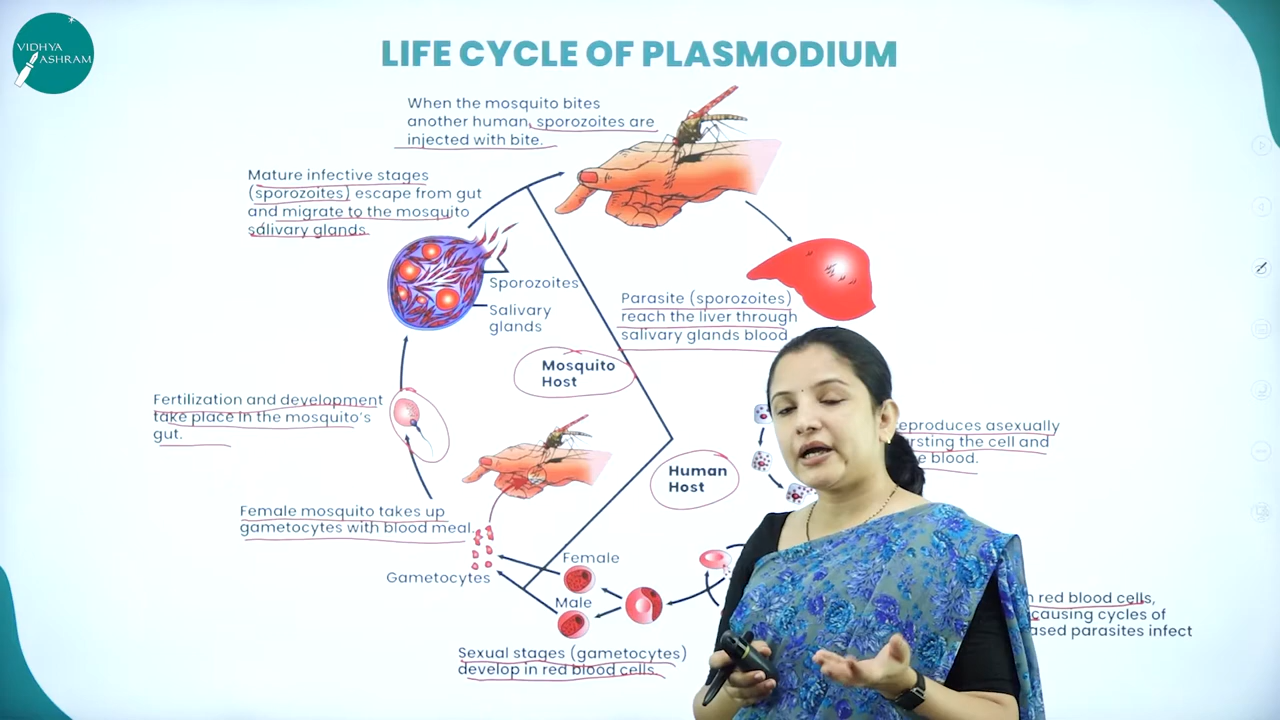 VIDHYA
ASHRAM
LIFE CYCLE OF PLASMODIUM
When the mosquito bites
another human, sporozoites are
injected with bite.
Mature infective stages
(sporozoites) escape from gut
and migrate to the mosquito
salivary glands
Sporozoites
Salivary
glands
Parasite (sporozoites)
reach the liver through
salivary glands blood
Mosquito
Host
Fertilization and development
take place in the mosquito's
gut.
Human
Host
and
blood.
Female mosquito takes up
gametocytes with blood meal.
Gametocytes
Female
Male
Sexual stages (gametocytes)
develop in red blood cells.
asexually
the cell
red blood cells,
causing cycles of
parasites infect